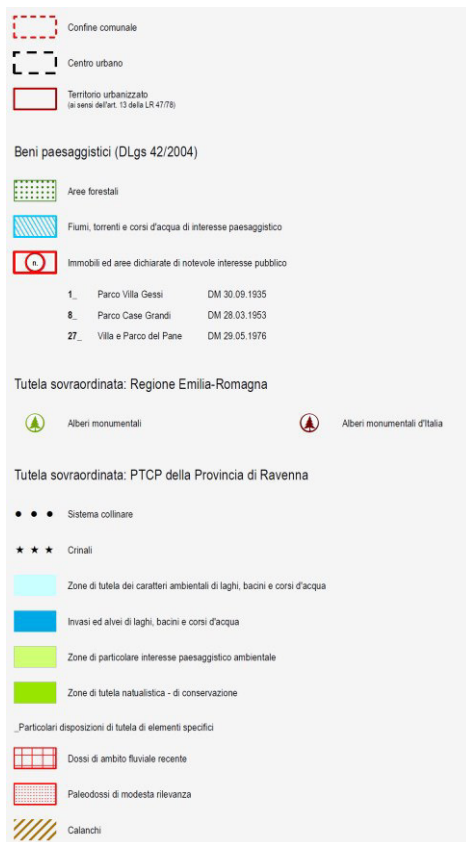 Confine comunale
Centro urbano
Territorio urbanizzato
(ai sensi dell'art. 13 della LR 47/78)
Beni paesaggistici (DLgs 42/2004)
Aree forestali
Fiumi, torrenti e corsi d'acqua di interesse paesaggistico
n.
Immobili ed aree dichiarate di notevole interesse pubblico
1_ Parco Villa Gessi DM 30.09.1935
8_ Parco Case Grandi DM 28.03.1953
27_ Villa e Parco del Pane DM 29.05.1976
Tutela sovraordinata: Regione Emilia-Romagna
Alberi monumentali Alberi monumentali d'Italia
Tutela sovraordinata: PTCP della Provincia di Ravenna
Sistema collinare
Crinali
Zone di tutela dei caratteri ambientali di laghi, bacini e corsi d'acqua
Invasi ed alvei di laghi, bacini e corsi d'acqua
Zone di particolare interesse paesaggistico ambientale
Zone di tutela natualistica - di conservazione
_Particolari disposizioni di tutela di elementi specifici
Dossi di ambito fluviale recente
Paleodossi di modesta rilevanza
Calanchi